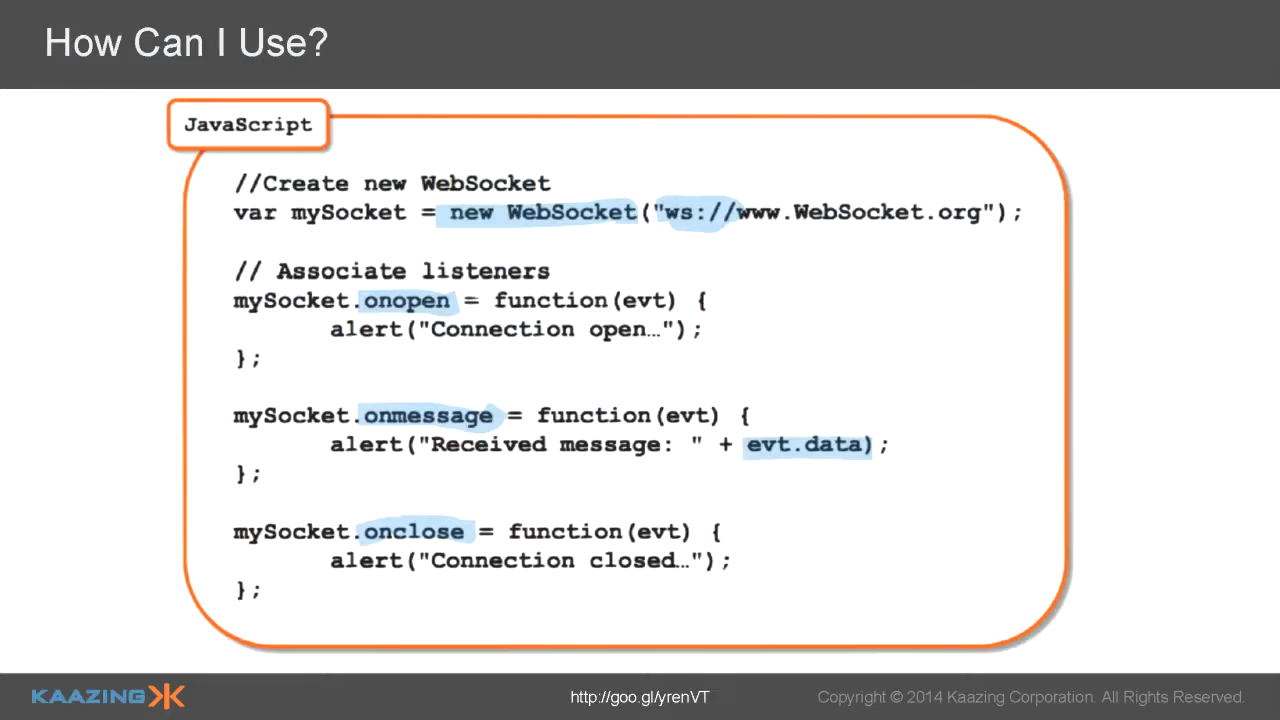 How Can I Use?
JavaScript
//Create new WebSocket
var mySocket = new WebSocket("ws://www.WebSocket.org");
// Associate listeners
mySocket.onopen = function(evt) {
alert("Connection open…");
};
mySocket.onmessage = function(evt) {
alert("Received message: " + evt.data);
};
mySocket.onclose = function(evt) {
alert("Connection closed…");
};
KAAZING
http://goo.gl/yrenVT
Copyright © 2014 Kaazing Corporation. All Rights Reserved.